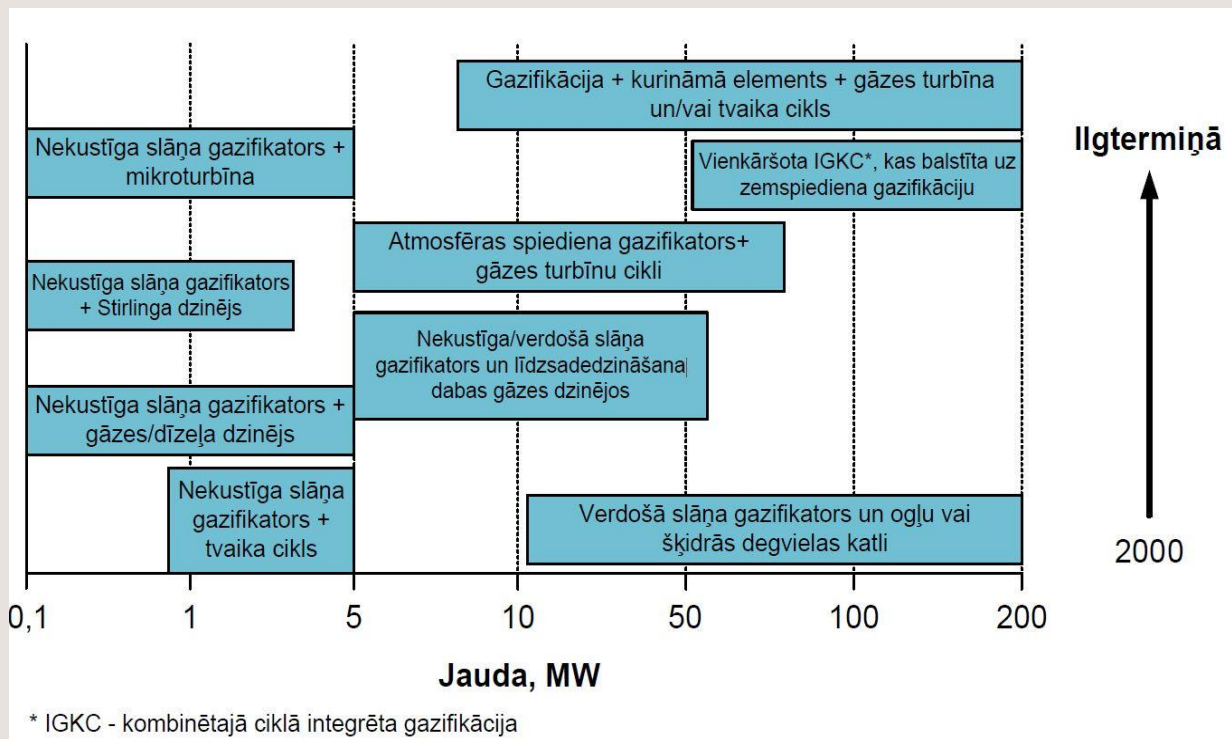 Gazifikācija + kurināmā elements + gāzes turbīna
un/vai tvaika cikls
Nekustīga slāņa gazifikators +
mikroturbīna
Vienkāršota IGKC*, kas balstīta uz
zemspiediena gazifikāciju
Ilgtermiņā
Atmosfēras spiediena gazifikators+
gāzes turbīnu cikli
Nekustīga slāņa gazifikators
+ Stirlinga dzinējs
Nekustīga/verdošā slāņa
gazifikators un līdzsadedzināšana
dabas gāzes dzinējos
Nekustīga slāņa gazifikators +
gāzes/dīzeļa dzinējs
Nekustīga slāņa
gazifikators +
tvaika cikls
Verdošā slāņa gazifikators un ogļu vai
šķidrās degvielas katli
2000
0,1 1 5 10 50 100 200
Jauda, MW
* IGKC - kombinētajā ciklā integrēta gazifikācija